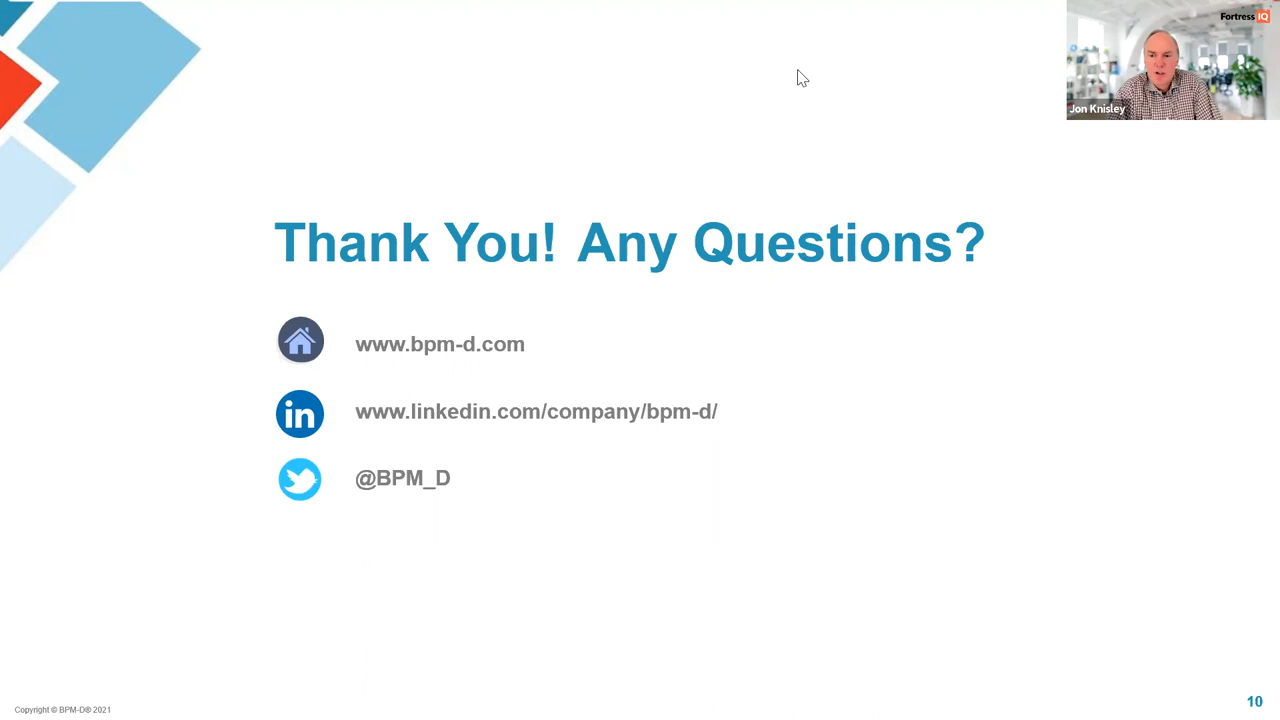 Fortress IQ
Jon Knisley
Thank You! Any Questions?
www.bpm-d.com
in
www.linkedin.com/company/bpm-d/
@BPM_D
Copyright © BPM-D® 2021
10